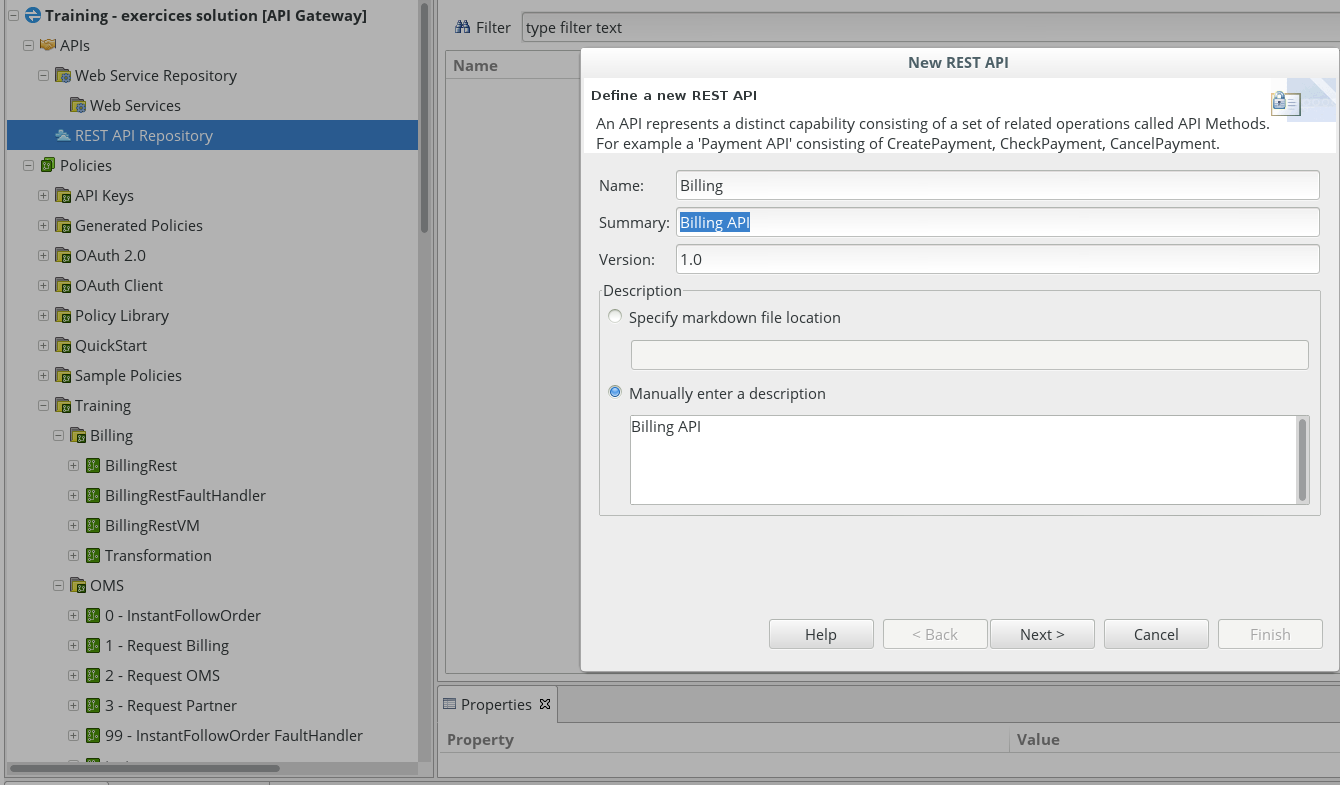 Training - exercices solution [API Gateway]
APIs
Web Service Repository
Web Services
REST API Repository
Policies
API Keys
Generated Policies
OAuth 2.0
OAuth Client
Policy Library
QuickStart
Sample Policies
Training
Billing
BillingRest
BillingRestFaultHandler
BillingRestVM
Transformation
OMS
0 - InstantFollowOrder
1 - Request Billing
2 - Request OMS
3 - Request Partner
99 - InstantFollowOrder FaultHandler
Filter type filter text
Name
New REST API
Define a new REST API
An API represents a distinct capability consisting of a set of related operations called API Methods.
For example a 'Payment API' consisting of CreatePayment, CheckPayment, CancelPayment.
Name: Billing
Summary: Billing API
Version: 1.0
Description
Specify markdown file location
Manually enter a description
Billing API
Help < Back Next > Cancel Finish
Properties
Property Value